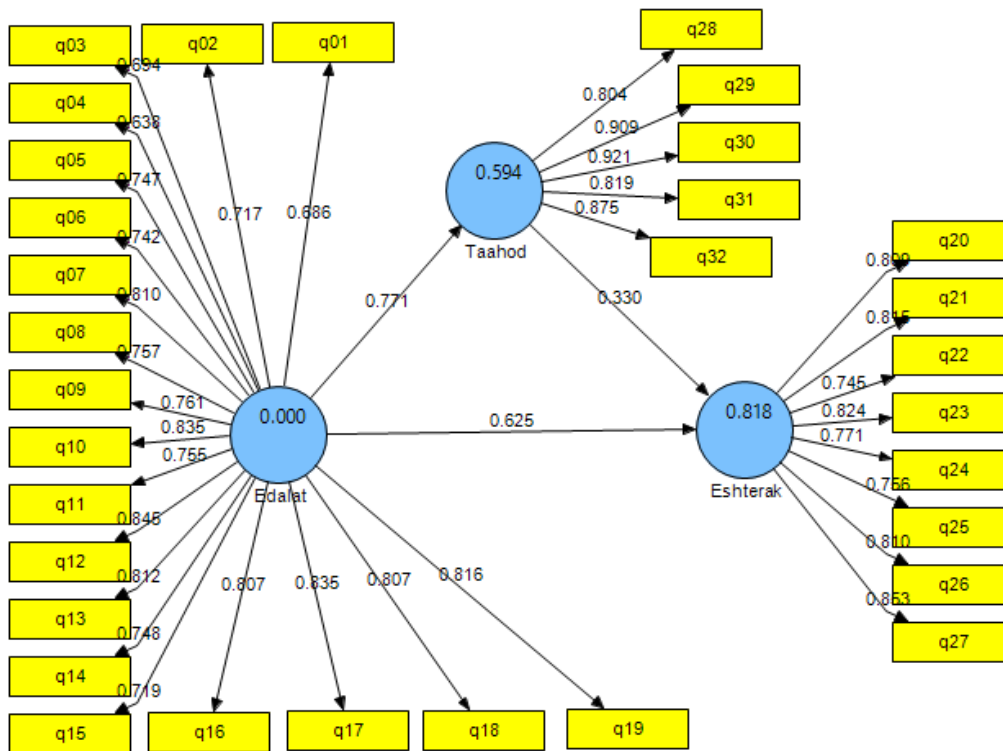 q03
q02
q01
q28
0.694
q04
0.638
q29
0.804
q05
0.747
0.909
q30
0.921
q06
0.742
0.594
0.819
q31
0.717
0.686
0.875
Taahod
q32
q20
q07
0.810
0.771
0.330
0.809
q21
q08
0.757
0.815
q22
q09
0.761
0.745
0.000
0.625
0.818
0.824
q23
q10
0.835
0.755
0.771
q24
Edalat
Eshterak
0.756
q11
0.845
q25
q12
0.812
0.807
0.835
0.807
0.816
0.810
q26
0.853
q13
0.748
q27
q14
0.719
q15
q16
q17
q18
q19